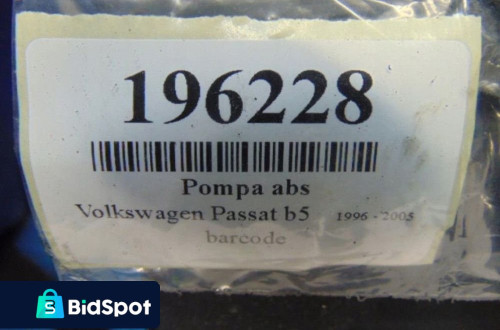 196228
Pompa abs
Volkswagen Passat b5 1996 - 2005
barcode
BidSpot